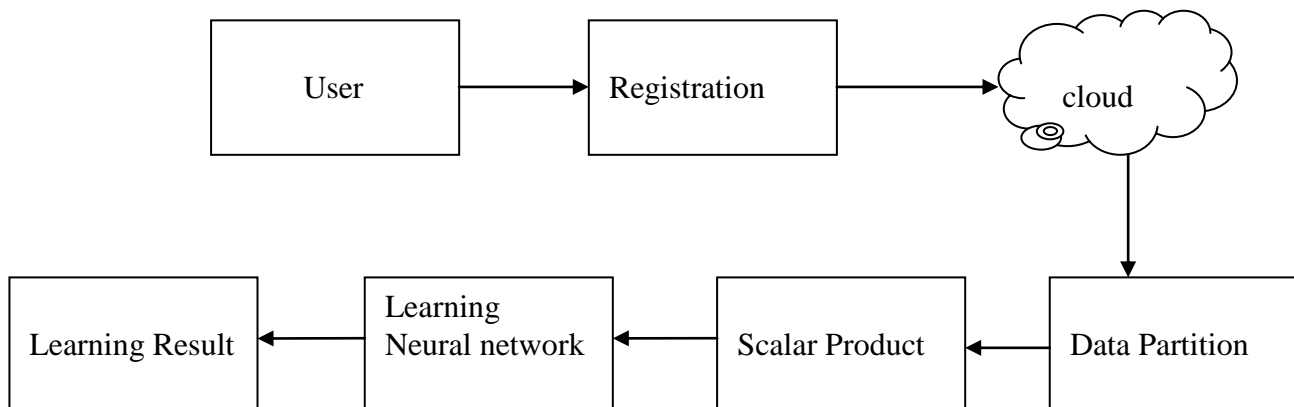 User
Registration
cloud
Learning
Neural network
Learning Result
Scalar Product
Data Partition